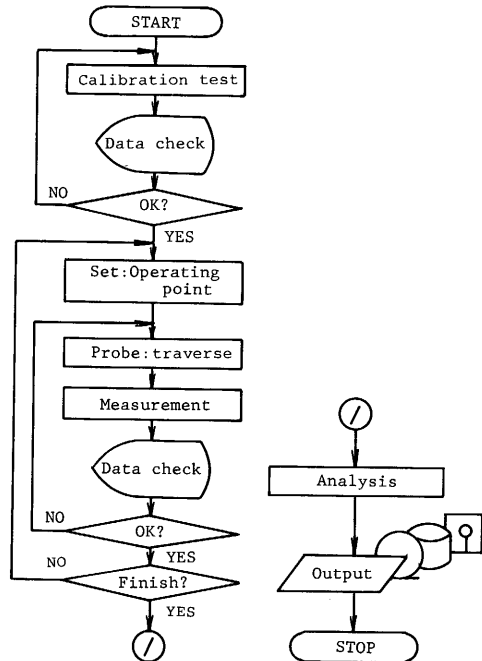 START
Calibration test
Data check
NO
OK?
YES
Set:Operating
point
Probe:traverse
Measurement
Data check
NO
OK?
YES
NO
Finish?
YES
/
/
Analysis
Output
STOP